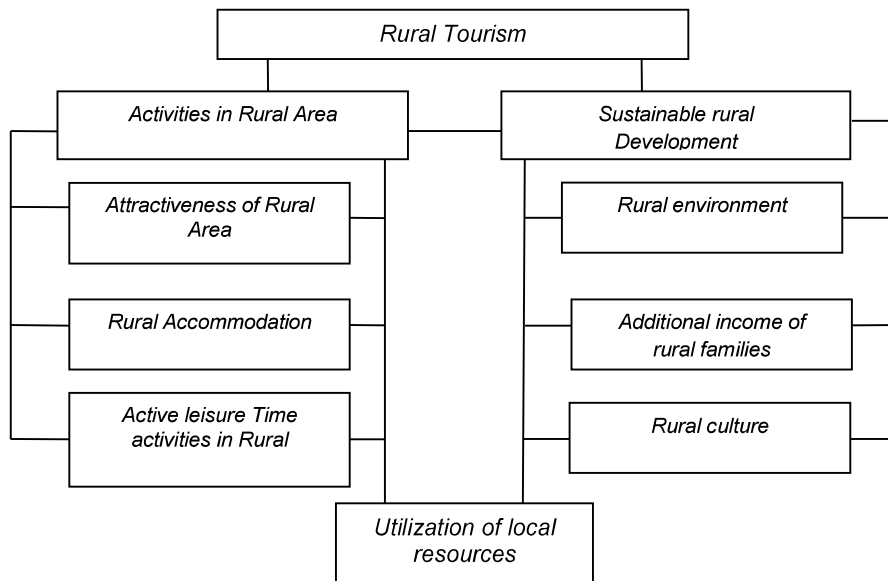 Rural Tourism
Activities in Rural Area
Sustainable rural
Development
Attractiveness of Rural
Area
Rural environment
Rural Accommodation
Additional income of
rural families
Active leisure Time
activities in Rural
Rural culture
Utilization of local
resources